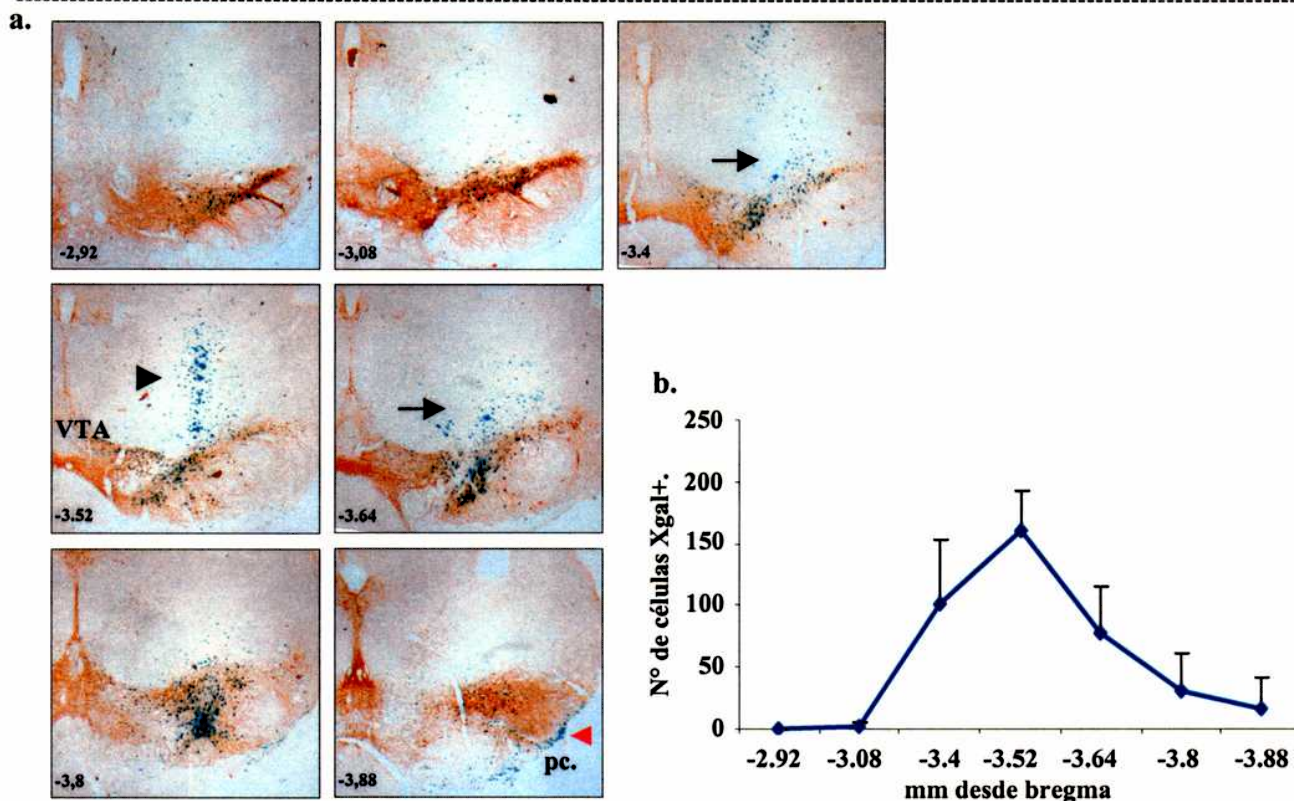 a.
-2,92
-3,08
-3.4
VTA
-3.52
-3.64
-3,8
-3,88
pc.
b.
N° de células Xgal+.
250
200
150
100
50
0
-2.92 -3.08 -3.4 -3.52 -3.64 -3.8 -3.88
mm desde bregma